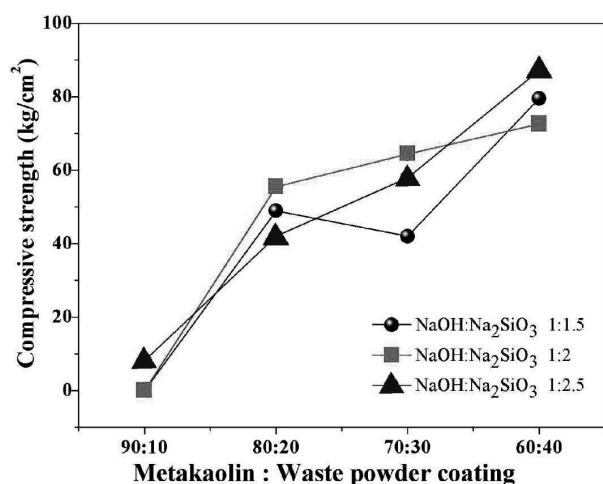 100
80
60
40
20
0
Compressive strength (kg/cm²)
NaOH:Na₂SiO₃ 1:1.5
NaOH:Na₂SiO₃ 1:2
NaOH:Na₂SiO₃ 1:2.5
90:10 80:20 70:30 60:40
Metakaolin : Waste powder coating